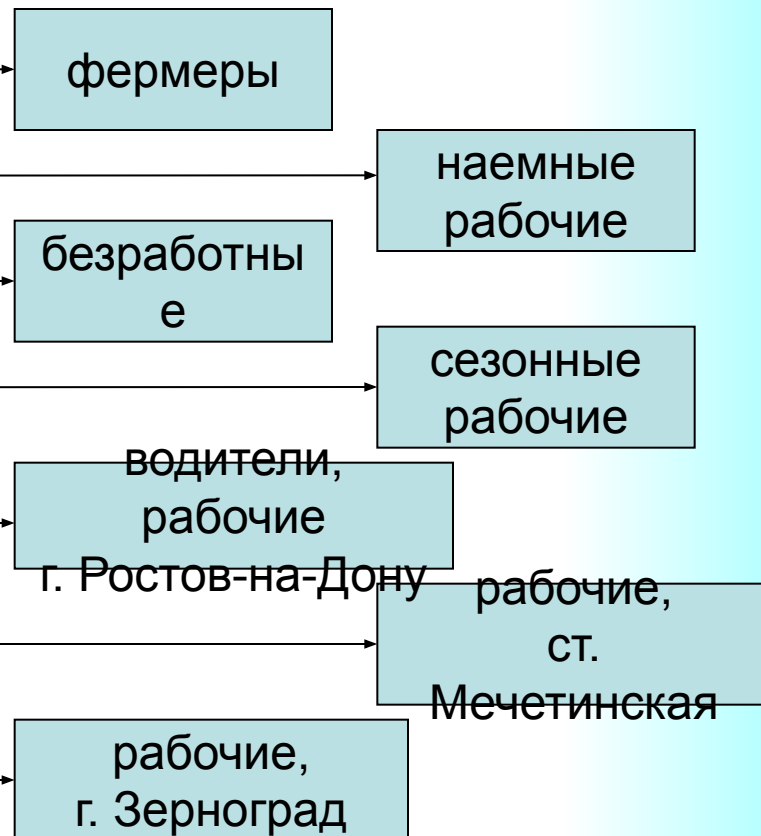 фермеры
наемные
рабочие
безработны
е
сезонные
рабочие
водители,
рабочие
г. Ростов-на-Дону
рабочие,
ст.
Мечетинская
рабочие,
г. Зерноград